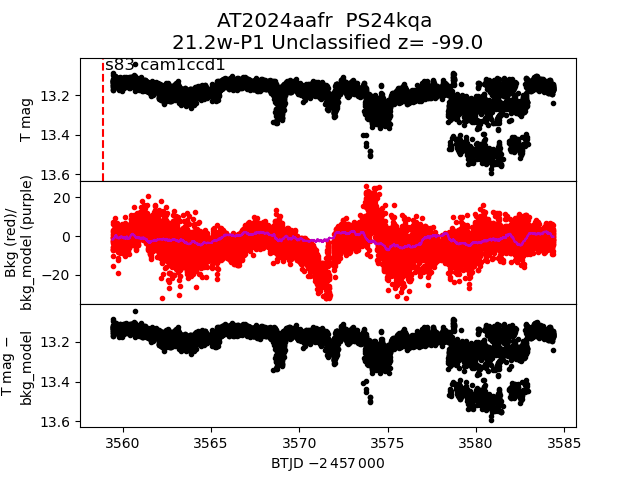 AT2024aafr  PS24kqa
21.2w-P1 Unclassified z= -99.0
s83 cam1ccd1
T mag
13.2
13.4
13.6
Bkg (red)/
bkg_model (purple)
20
0
−20
T mag −
bkg_model
13.2
13.4
13.6
3560
3565
3570
3575
3580
3585
BTJD −2 457 000